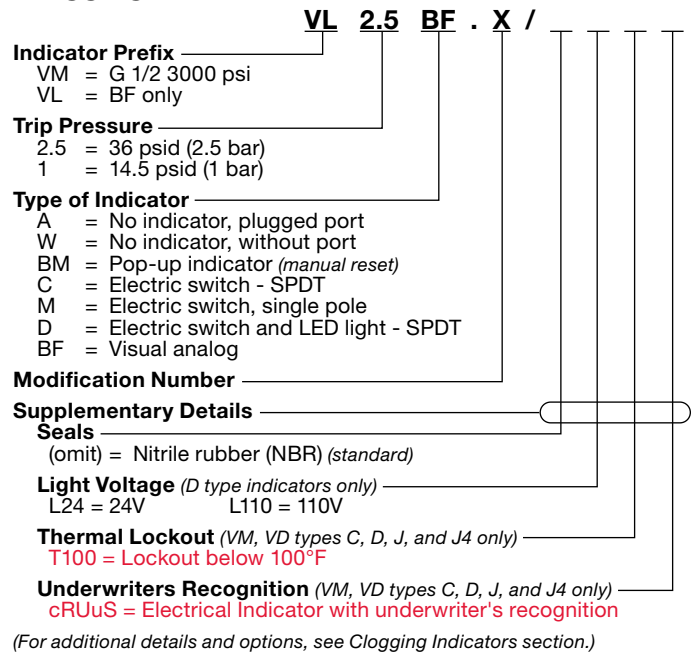 VL 2.5 BF . X /
Indicator Prefix
VM = G 1/2 3000 psi
VL = BF only
Trip Pressure
2.5 = 36 psid (2.5 bar)
1 = 14.5 psid (1 bar)
Type of Indicator
A = No indicator, plugged port
W = No indicator, without port
BM = Pop-up indicator (manual reset)
C = Electric switch - SPDT
M = Electric switch, single pole
D = Electric switch and LED light - SPDT
BF = Visual analog
Modification Number
Supplementary Details
Seals
(omit) = Nitrile rubber (NBR) (standard)
Light Voltage (D type indicators only)
L24 = 24V L110 = 110V
Thermal Lockout (VM, VD types C, D, J, and J4 only)
T100 = Lockout below 100°F
Underwriters Recognition (VM, VD types C, D, J, and J4 only)
cRUuS = Electrical Indicator with underwriter's recognition
(For additional details and options, see Clogging Indicators section.)